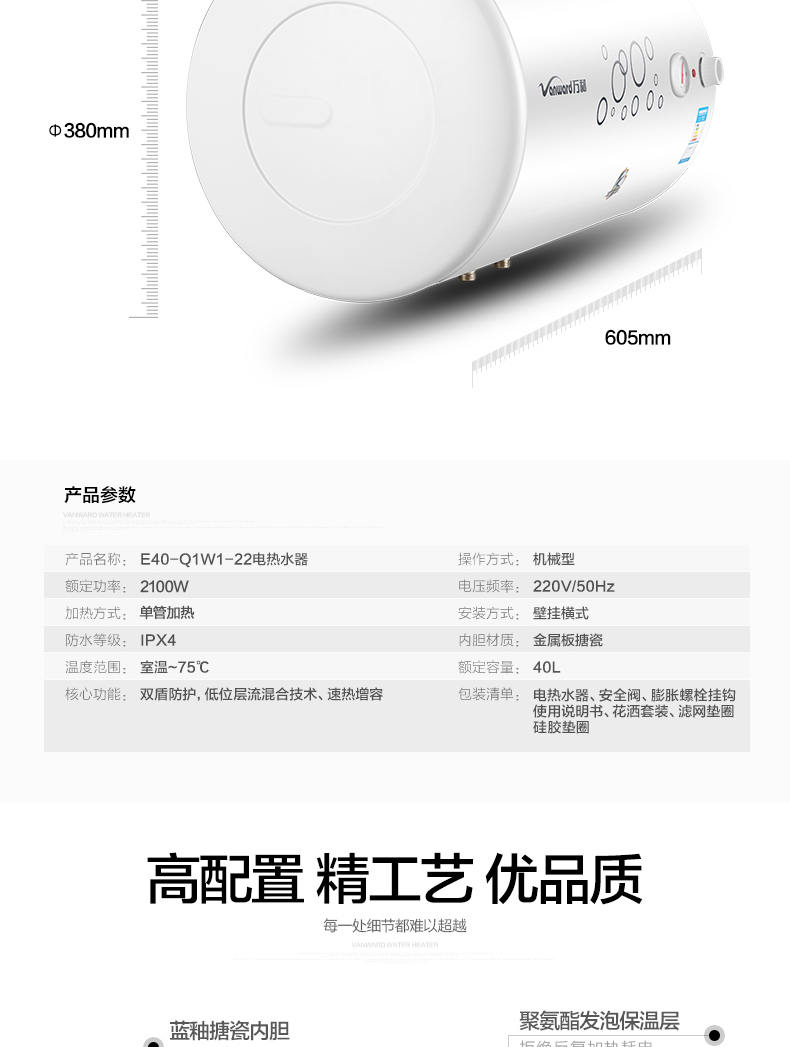 Φ380mm
Vanward万和
605mm
产品参数
VANWARD WATER HEATER
产品名称: E40-Q1W1-22电热水器
操作方式: 机械型
额定功率: 2100W
电压频率: 220V/50Hz
加热方式: 单管加热
安装方式: 壁挂横式
防水等级: IPX4
内胆材质: 金属板搪瓷
温度范围: 室温~75℃
额定容量: 40L
核心功能: 双盾防护, 低位层流混合技术、速热增容
包装清单: 电热水器、安全阀、膨胀螺栓挂钩
使用说明书、花洒套装、滤网垫圈
硅胶垫圈
高配置 精工艺 优品质
每一处细节都难以超越
VANWARD WATER HEATER
蓝釉搪瓷内胆
聚氨酯发泡保温层
拒绝反复加热耗电